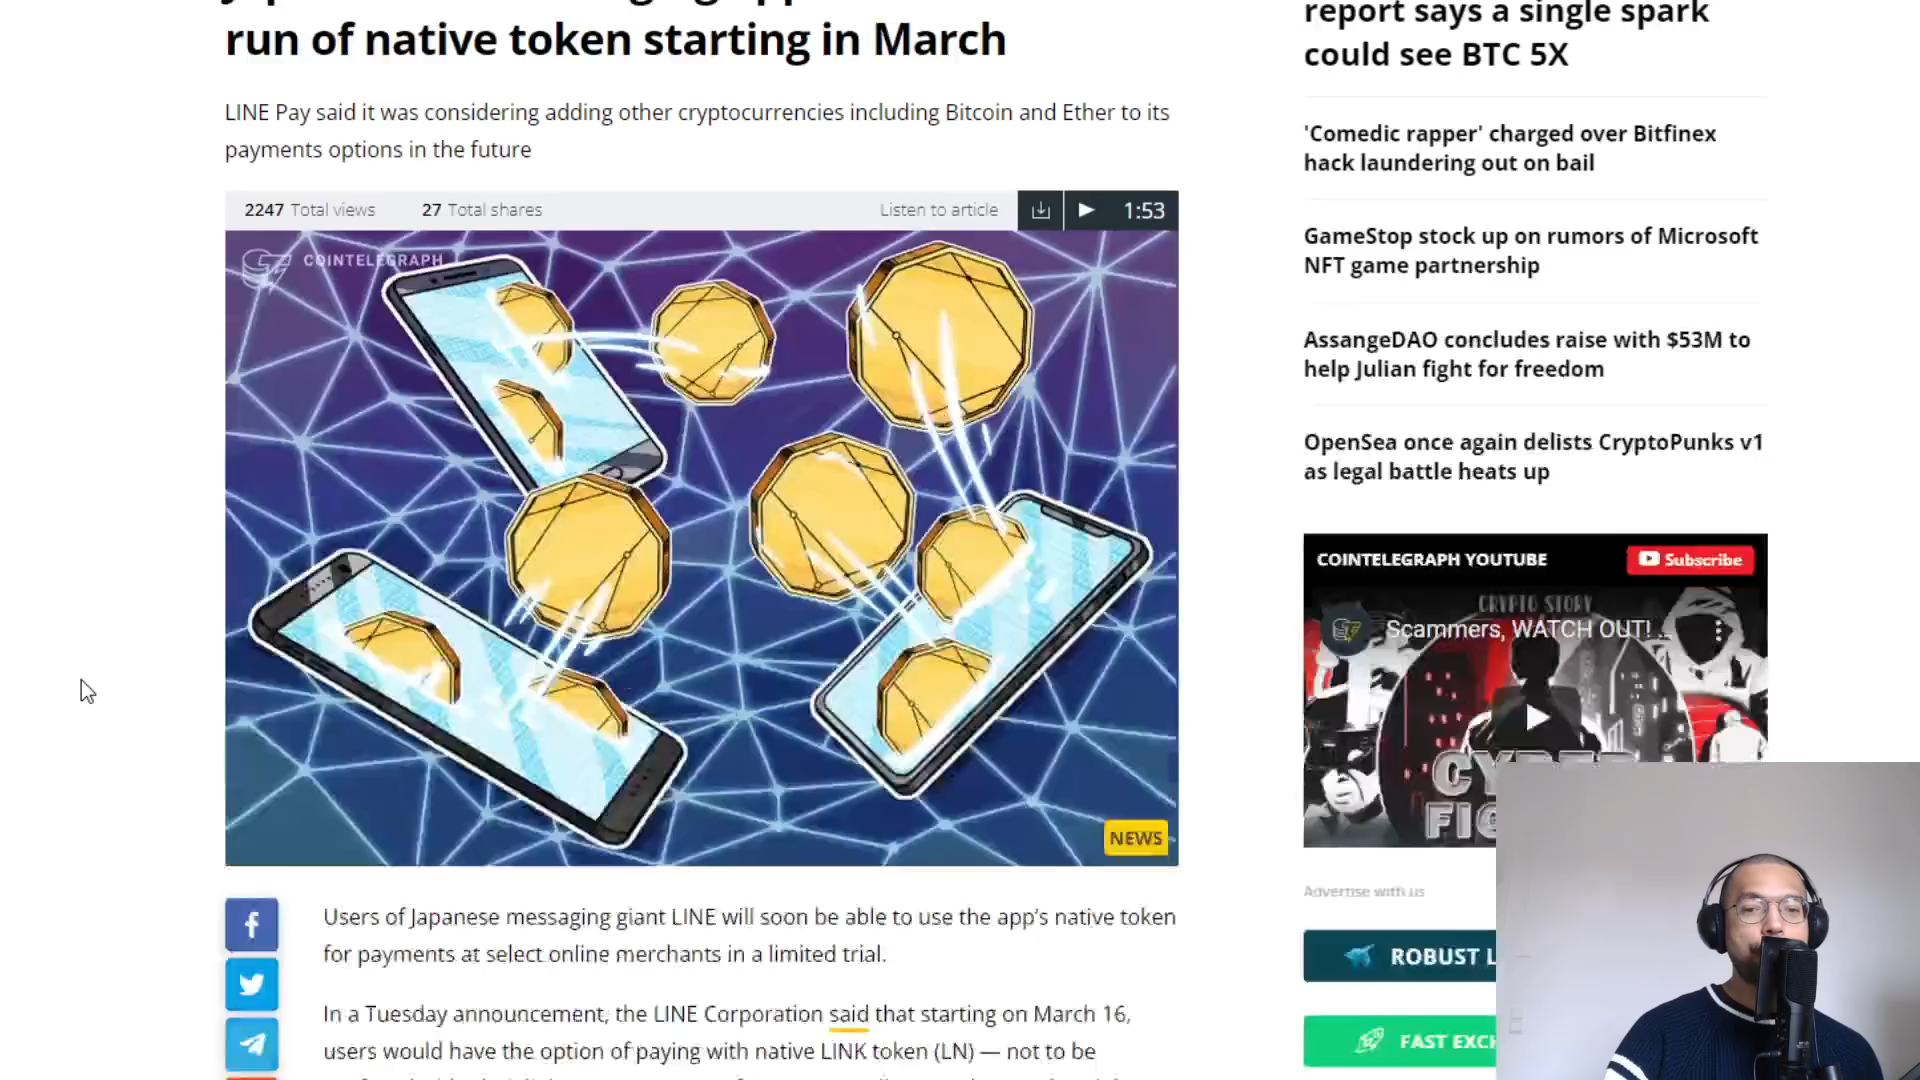 run of native token starting in March
LINE Pay said it was considering adding other cryptocurrencies including Bitcoin and Ether to its
payments options in the future
2247 Total views 27 Total shares Listen to article 1:53
COINTELEGRAPH
NEWS
Users of Japanese messaging giant LINE will soon be able to use the app's native token
for payments at select online merchants in a limited trial.
In a Tuesday announcement, the LINE Corporation said that starting on March 16,
users would have the option of paying with native LINK token (LN) — not to be
report says a single spark
could see BTC 5X
'Comedic rapper' charged over Bitfinex
hack laundering out on bail
GameStop stock up on rumors of Microsoft
NFT game partnership
AssangeDAO concludes raise with $53M to
help Julian fight for freedom
OpenSea once again delists CryptoPunks v1
as legal battle heats up
COINTELEGRAPH YOUTUBE Subscribe
CRYPTO STORY
Scammers, WATCH OUT! ...
Advertise with us
ROBUST L
FAST EXCH